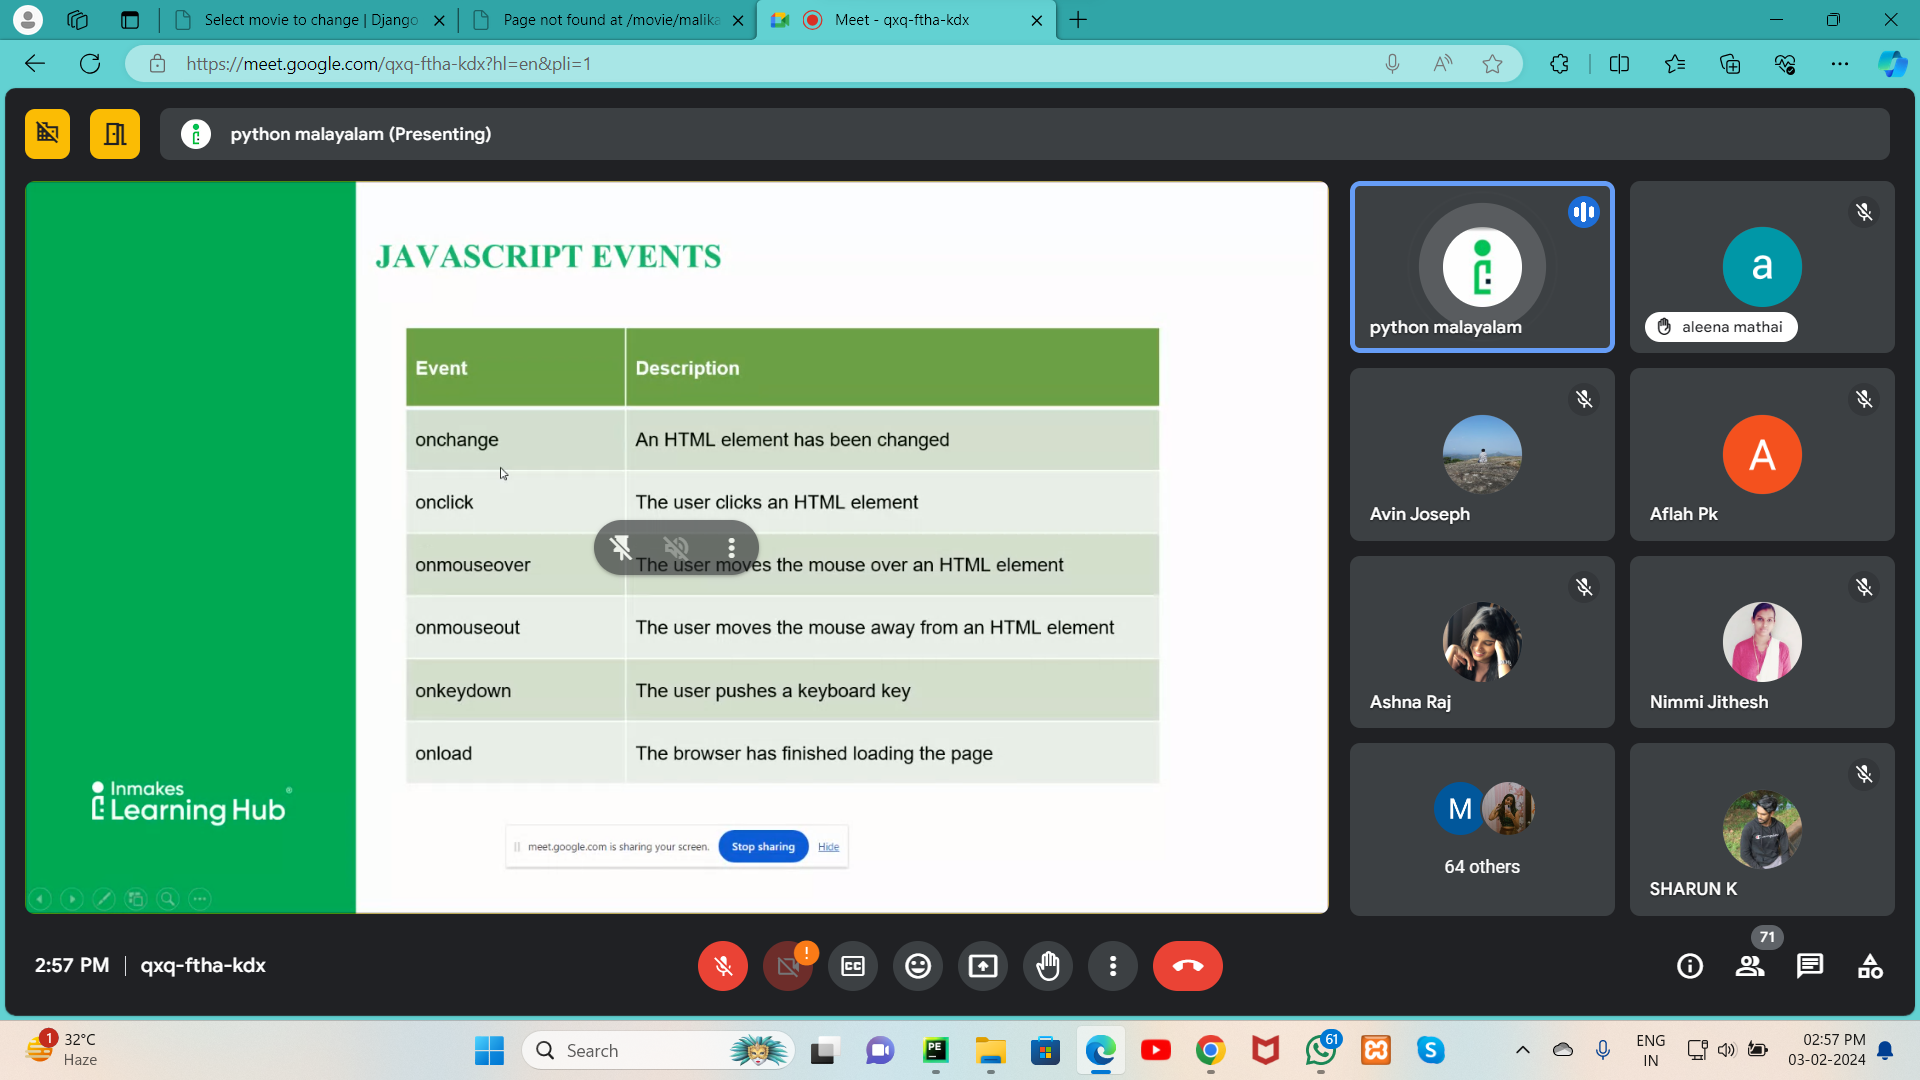 Select movie to change | Django
Page not found at /movie/malika
Meet - qxq-ftha-kdx
https://meet.google.com/qxq-ftha-kdx?hl=en&pli=1
python malayalam (Presenting)
JAVASCRIPT EVENTS
Event Description
onchange An HTML element has been changed
onclick The user clicks an HTML element
onmouseover The user moves the mouse over an HTML element
onmouseout The user moves the mouse away from an HTML element
onkeydown The user pushes a keyboard key
onload The browser has finished loading the page
Inmakes
Learning Hub
meet.google.com is sharing your screen. Stop sharing Hide
python malayalam
a
aleena mathai
Avin Joseph
A
Aflah Pk
Ashna Raj
Nimmi Jithesh
M
64 others
SHARUN K
2:57 PM | qxq-ftha-kdx
CC
71
1
32°C
Haze
Search
PE
61
ENG
IN
02:57 PM
03-02-2024